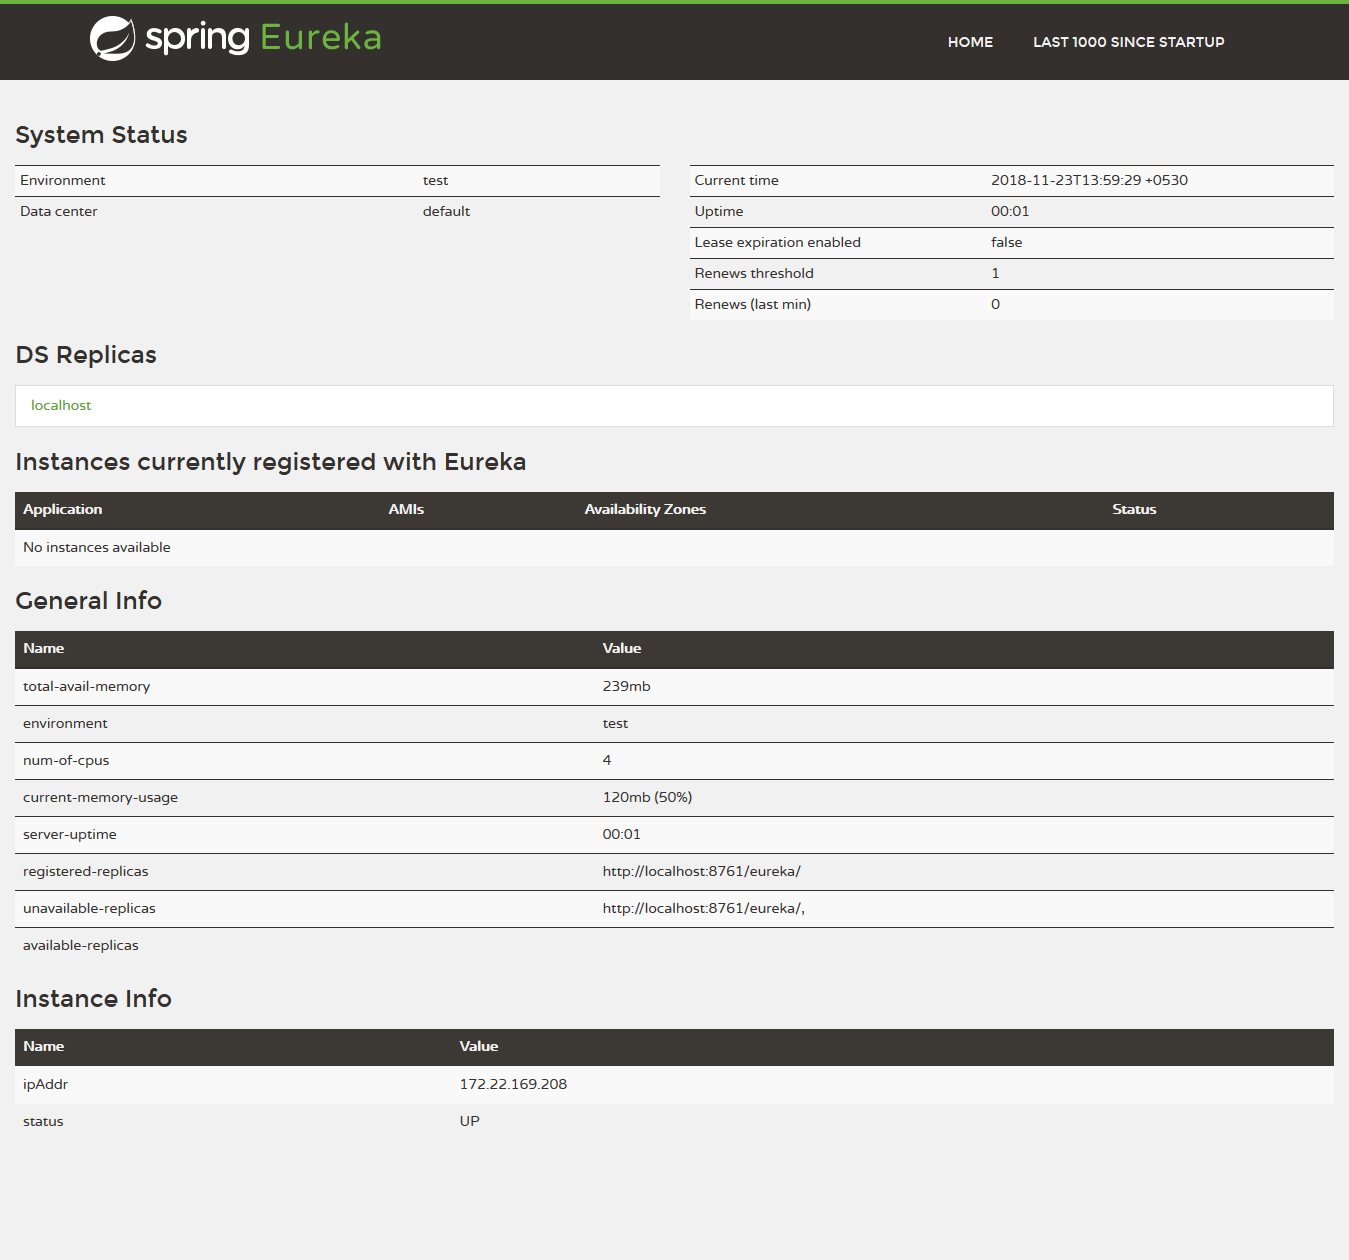 spring Eureka
HOME LAST 1000 SINCE STARTUP
System Status
Environment test
Data center default
Current time 2018-11-23T13:59:29 +0530
Uptime 00:01
Lease expiration enabled false
Renews threshold 1
Renews (last min) 0
DS Replicas
localhost
Instances currently registered with Eureka
Application AMIs Availability Zones Status
No instances available
General Info
Name Value
total-avail-memory 239mb
environment test
num-of-cpus 4
current-memory-usage 120mb (50%)
server-uptime 00:01
registered-replicas http://localhost:8761/eureka/
unavailable-replicas http://localhost:8761/eureka/,
available-replicas
Instance Info
Name Value
ipAddr 172.22.169.208
status UP